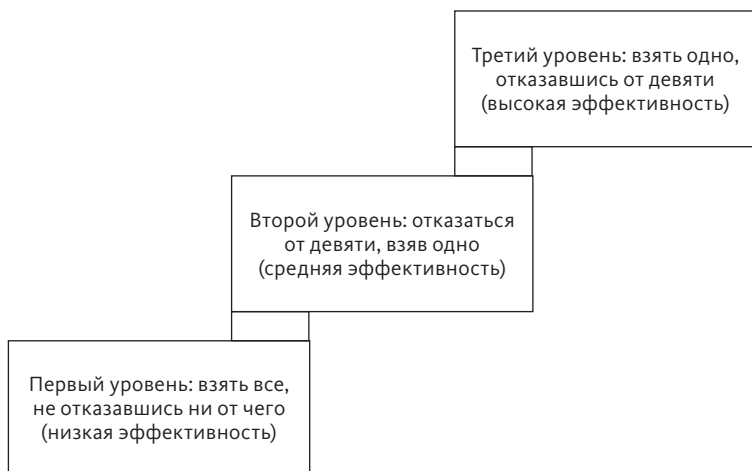 Третий уровень: взять одно,
отказавшись от девяти
(высокая эффективность)
Второй уровень: отказаться
от девяти, взяв одно
(средняя эффективность)
Первый уровень: взять все,
не отказавшись ни от чего
(низкая эффективность)